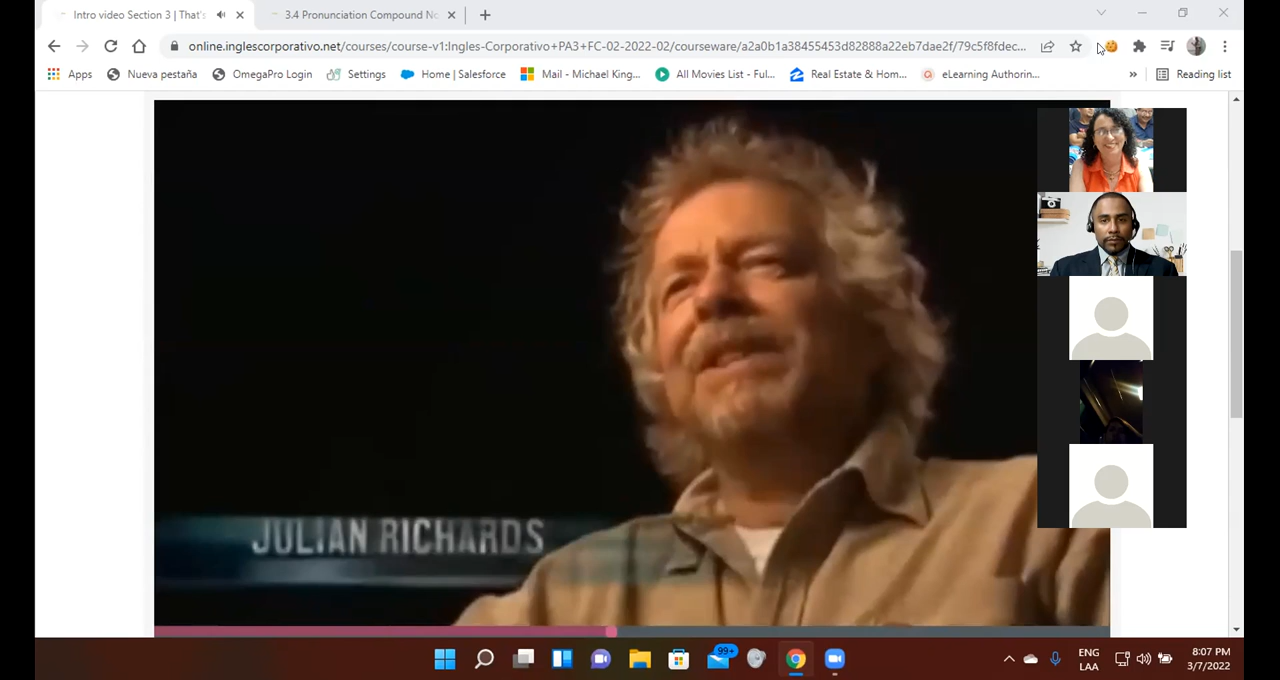 Intro video Section 3 | That's
3.4 Pronunciation Compound No
online.inglescorporativo.net/courses/course-v1:Ingles-Corporativo+PA3+FC-02-2022-02/courseware/a2a0b1a38455453d82888a22eb7dae2f/79c5f8fdec...
Apps
Nueva pestaña
OmegaPro Login
Settings
Home | Salesforce
Mail - Michael King...
All Movies List - Ful...
Real Estate & Hom...
eLearning Authorin...
»
Reading list
JULIAN RICHARDS
99+
ENG
LAA
8:07 PM
3/7/2022